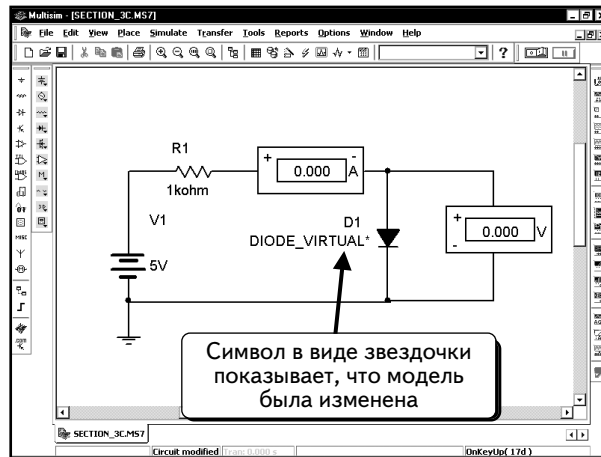 Multisim - [SECTION_3C.MS7]
File Edit View Place Simulate Transfer Tools Reports Options Window Help
R1
1kohm
+ 0.000 - A
V1
5V
D1
DIODE_VIRTUAL*
+ 0.000 - V
Символ в виде звездочки
показывает, что модель
была изменена
SECTION_3C.MS7
Circuit modified Tran: 0.000 s OnKeyUp( 17d )
MISC